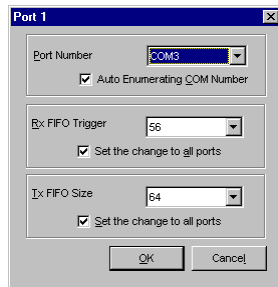 Port 1
Port Number COM3
Auto Enumerating COM Number
Rx FIFO Trigger 56
Set the change to all ports
Tx FIFO Size 64
Set the change to all ports
OK Cancel